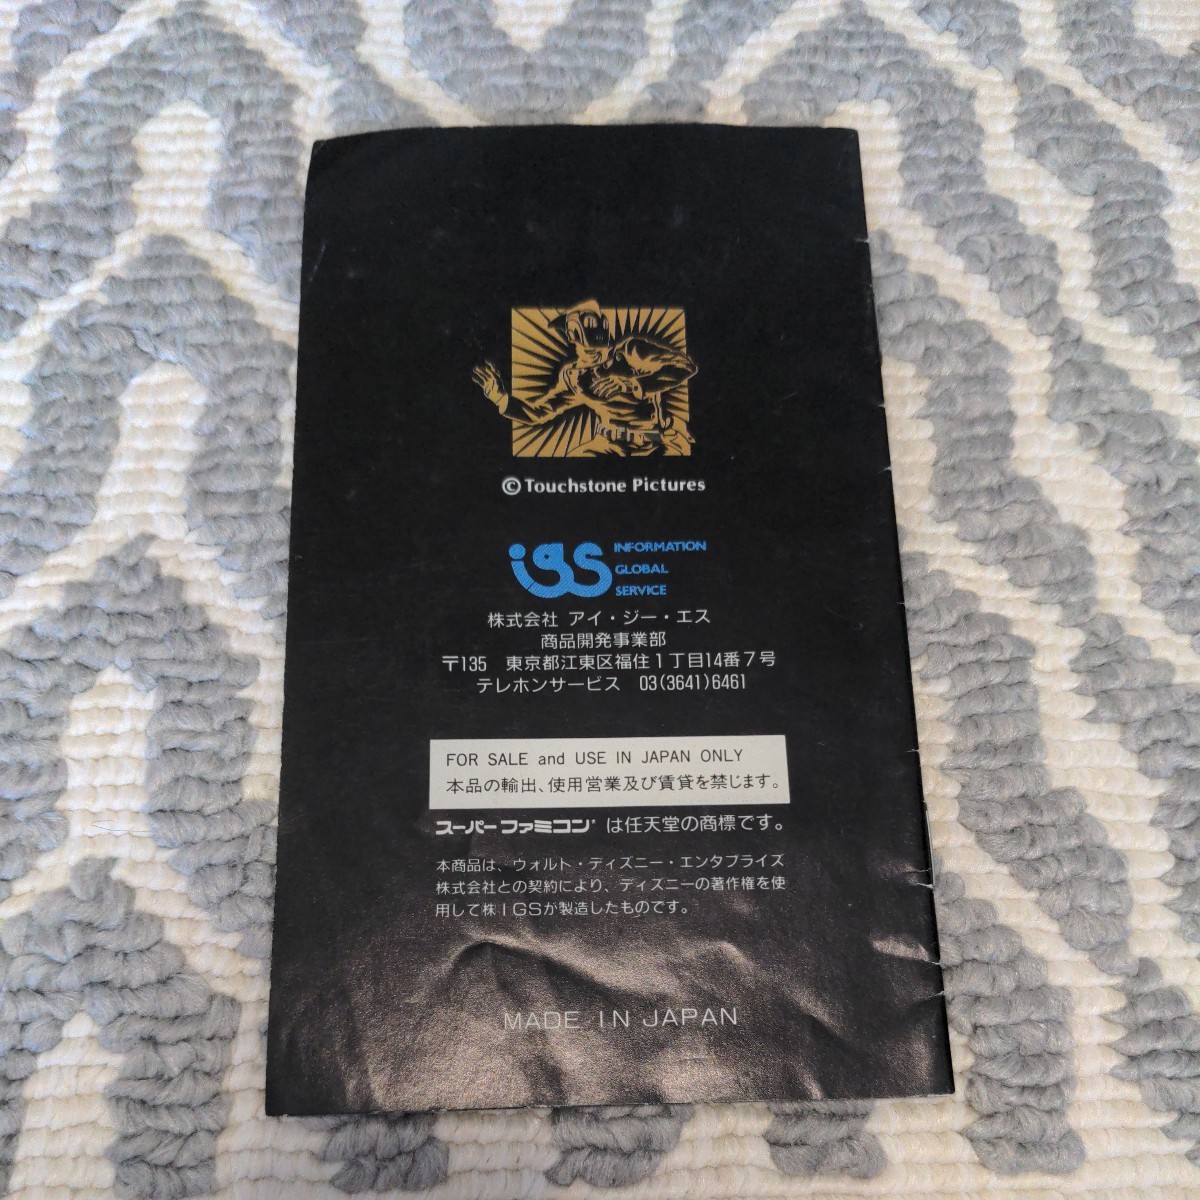 © Touchstone Pictures
igs INFORMATION
GLOBAL
SERVICE
株式会社 アイ・ジー・エス
商品開発事業部
〒135 東京都江東区福住1丁目14番7号
テレホンサービス 03(3641)6461
FOR SALE and USE IN JAPAN ONLY
本品の輸出、使用営業及び賃貸を禁じます。
スーパーファミコン® は任天堂の商標です。
本商品は、ウォルト・ディズニー・エンタプライズ
株式会社との契約により、ディズニーの著作権を使
用して㈱IGSが製造したものです。
MADE IN JAPAN